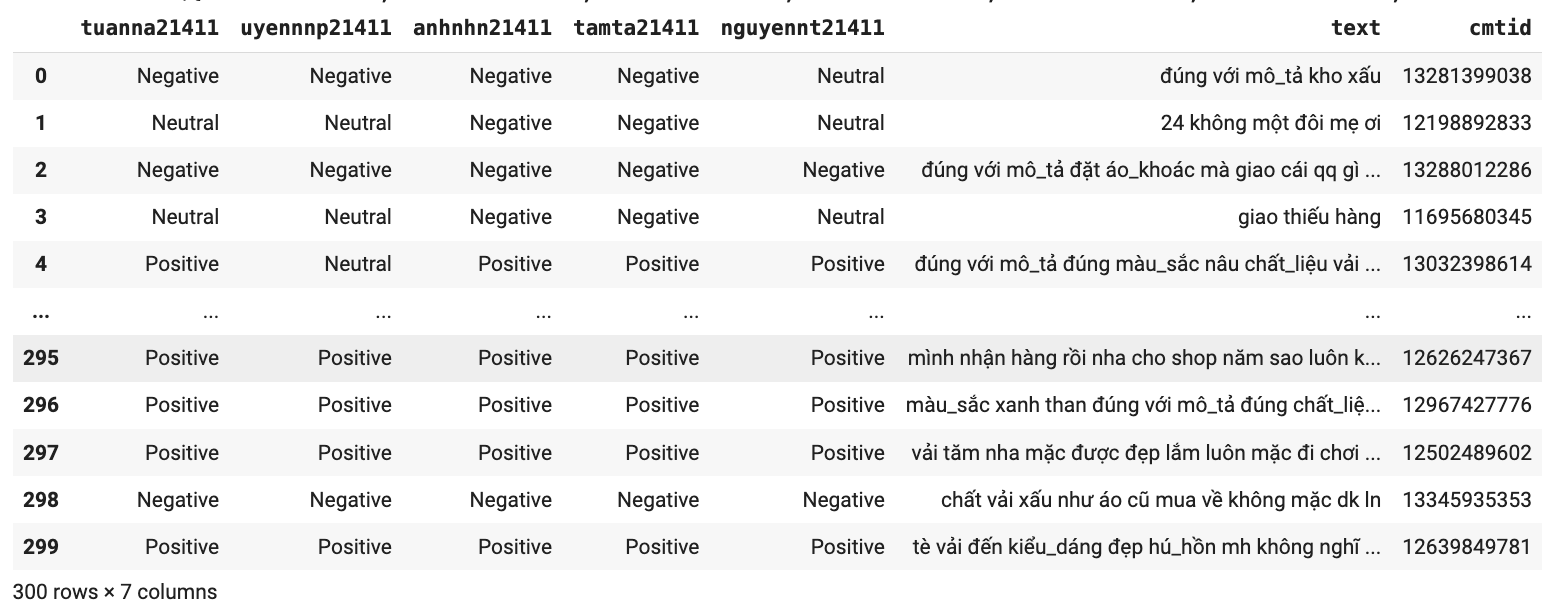 tuanna21411 uyennnp21411 anhnhn21411 tamta21411 nguyennt21411 text cmtid
0 Negative Negative Negative Negative Neutral đúng với mô_tả kho xấu 13281399038
1 Neutral Neutral Negative Negative Neutral 24 không một đôi mẹ ơi 12198892833
2 Negative Negative Negative Negative Negative đúng với mô_tả đặt áo_khoác mà giao cái qq gì ... 13288012286
3 Neutral Neutral Negative Negative Neutral giao thiếu hàng 11695680345
4 Positive Neutral Positive Positive Positive đúng với mô_tả đúng màu_sắc nâu chất_liệu vải ... 13032398614
... ... ... ... ... ... ... ...
295 Positive Positive Positive Positive Positive mình nhận hàng rồi nha cho shop năm sao luôn k... 12626247367
296 Positive Positive Positive Positive Positive màu_sắc xanh than đúng với mô_tả đúng chất_liệ... 12967427776
297 Positive Positive Positive Positive Positive vải tăm nha mặc được đẹp lắm luôn mặc đi chơi ... 12502489602
298 Negative Negative Negative Negative Negative chất vải xấu như áo cũ mua về không mặc dk ln 13345935353
299 Positive Positive Positive Positive Positive tè vải đến kiểu_dáng đẹp hú_hồn mh không nghĩ ... 12639849781
300 rows × 7 columns